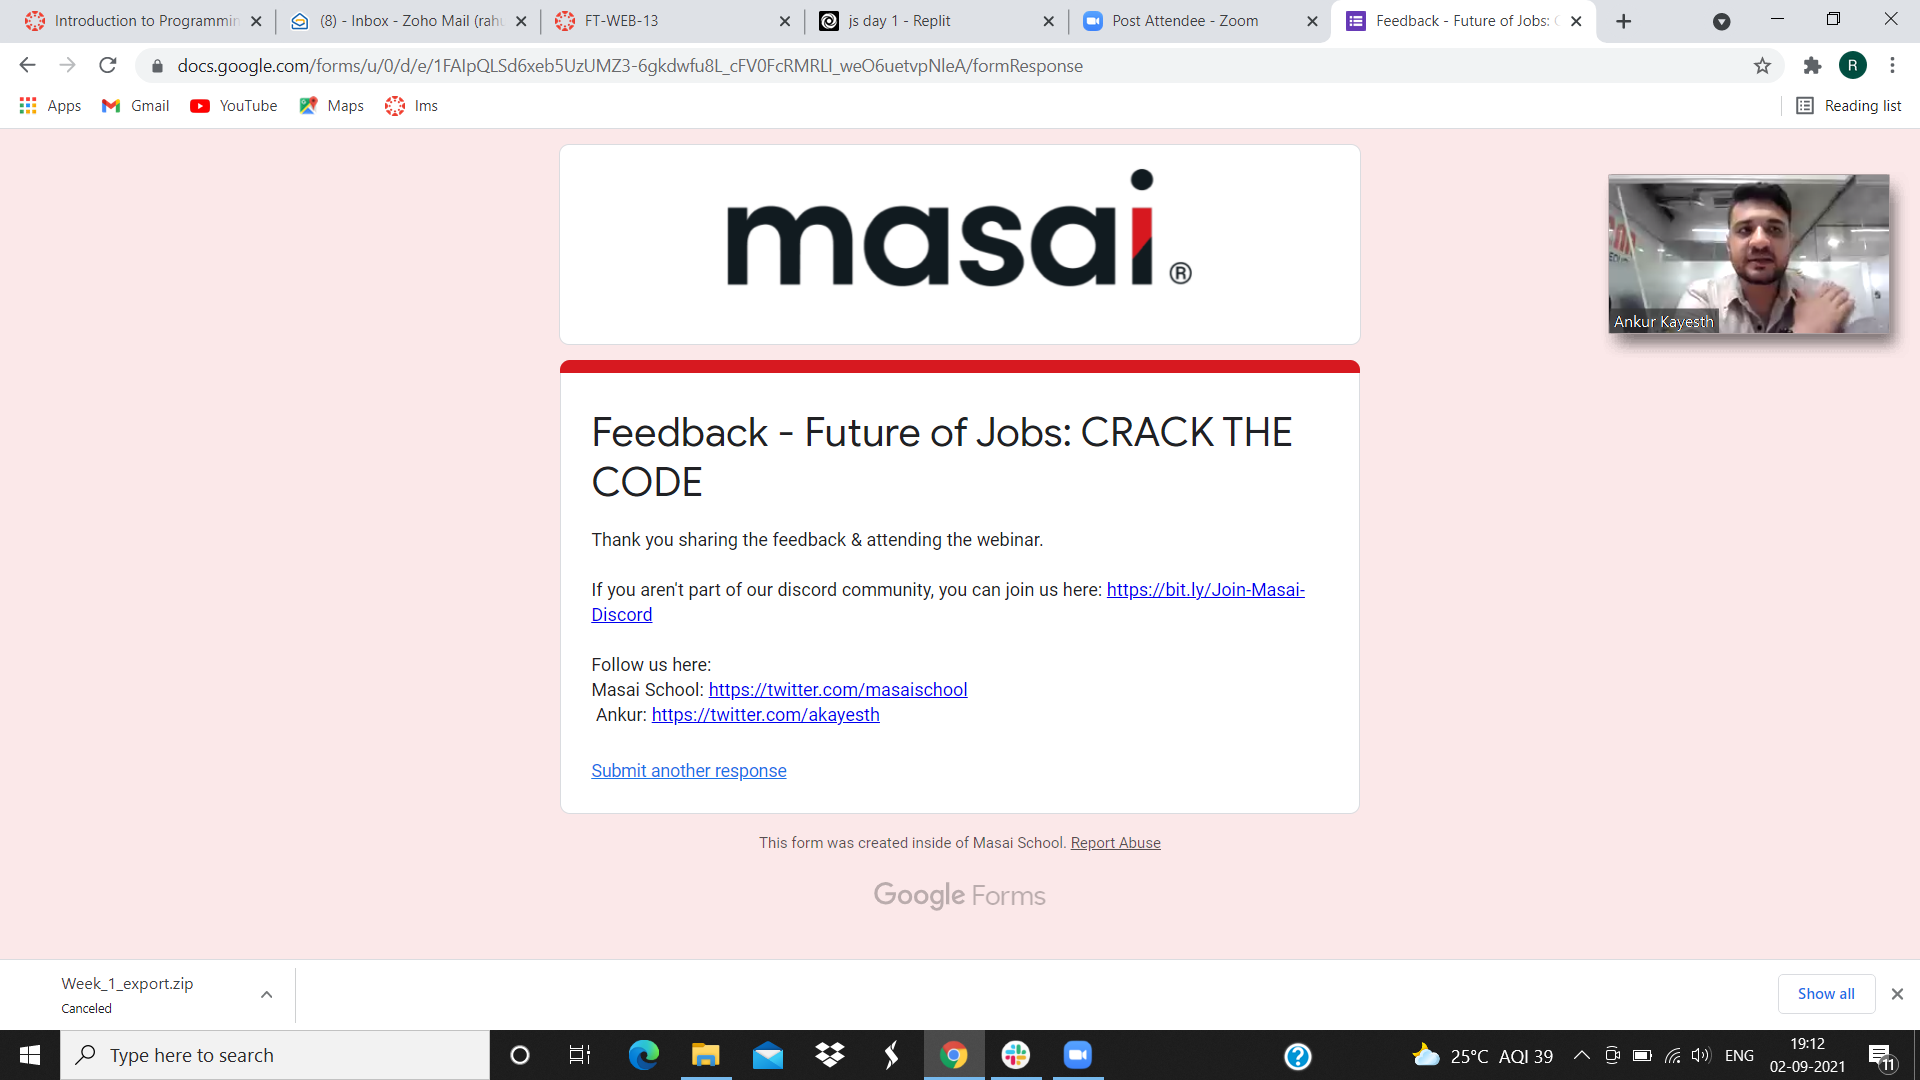 Introduction to Programmin
(8) - Inbox - Zoho Mail (rahu
FT-WEB-13
js day 1 - Replit
Post Attendee - Zoom
Feedback - Future of Jobs: C
docs.google.com/forms/u/0/d/e/1FAIpQLSd6xeb5UzUMZ3-6gkdwfu8L_cFV0FcRMRLI_weO6uetvpNleA/formResponse
R
Apps
Gmail
YouTube
Maps
lms
Reading list
masai®
Ankur Kayesth
Feedback - Future of Jobs: CRACK THE
CODE
Thank you sharing the feedback & attending the webinar.
If you aren't part of our discord community, you can join us here: https://bit.ly/Join-Masai-
Discord
Follow us here:
Masai School: https://twitter.com/masaischool
Ankur: https://twitter.com/akayesth
Submit another response
This form was created inside of Masai School. Report Abuse
Google Forms
Week_1_export.zip
Canceled
Show all
Type here to search
25°C AQI 39
ENG
19:12
02-09-2021
11